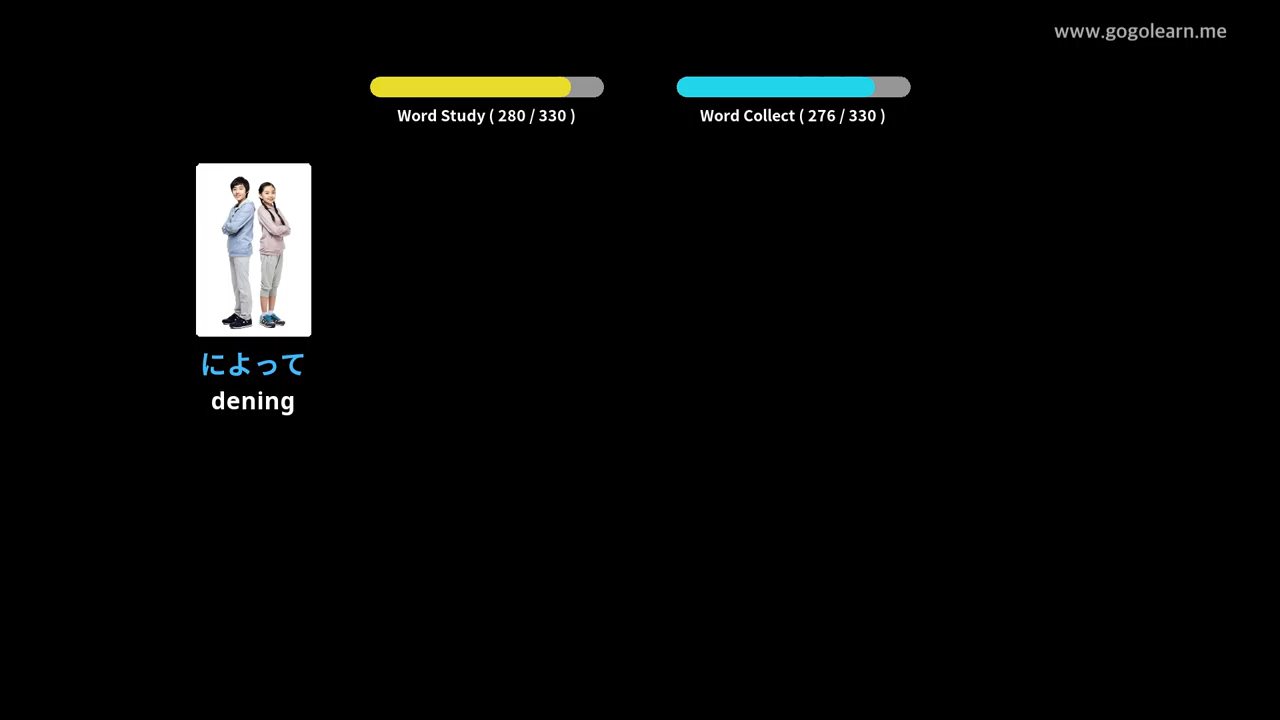 www.gogolearn.me
Word Study ( 280 / 330 )
Word Collect ( 276 / 330 )
によって
dening